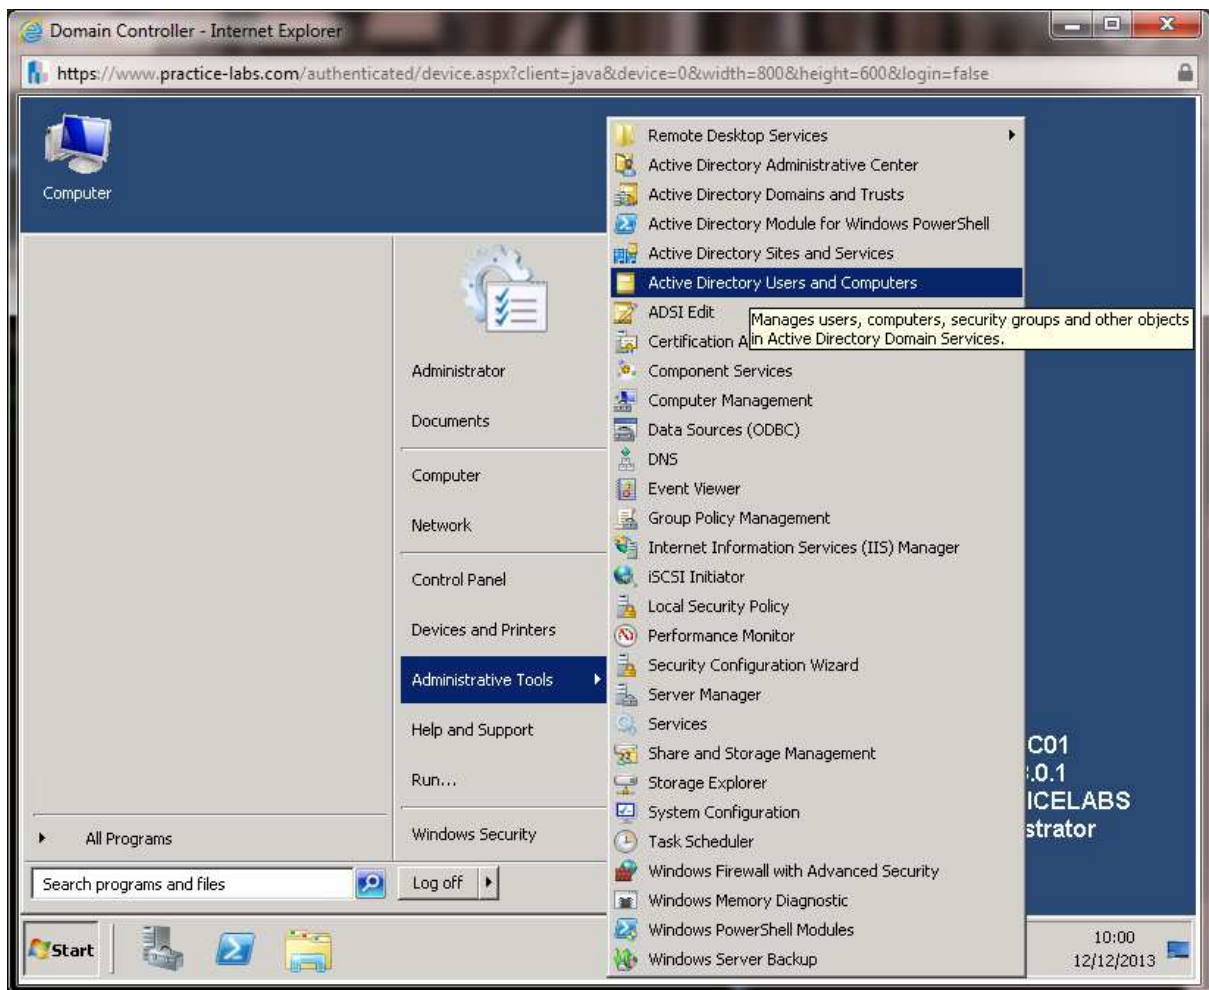 Domain Controller - Internet Explorer
https://www.practice-labs.com/authenticated/device.aspx?client=java&device=0&width=800&height=600&login=false
Computer
Administrator
Documents
Computer
Network
Control Panel
Devices and Printers
Administrative Tools
Help and Support
Run...
Windows Security
All Programs
Search programs and files
Log off
Remote Desktop Services
Active Directory Administrative Center
Active Directory Domains and Trusts
Active Directory Module for Windows PowerShell
Active Directory Sites and Services
Active Directory Users and Computers
ADSI Edit
Manages users, computers, security groups and other objects
in Active Directory Domain Services.
Certification A
Component Services
Computer Management
Data Sources (ODBC)
DNS
Event Viewer
Group Policy Management
Internet Information Services (IIS) Manager
iSCSI Initiator
Local Security Policy
Performance Monitor
Security Configuration Wizard
Server Manager
Services
Share and Storage Management
Storage Explorer
System Configuration
Task Scheduler
Windows Firewall with Advanced Security
Windows Memory Diagnostic
Windows PowerShell Modules
Windows Server Backup
C01
.0.1
ICELABS
strator
Start
10:00
12/12/2013